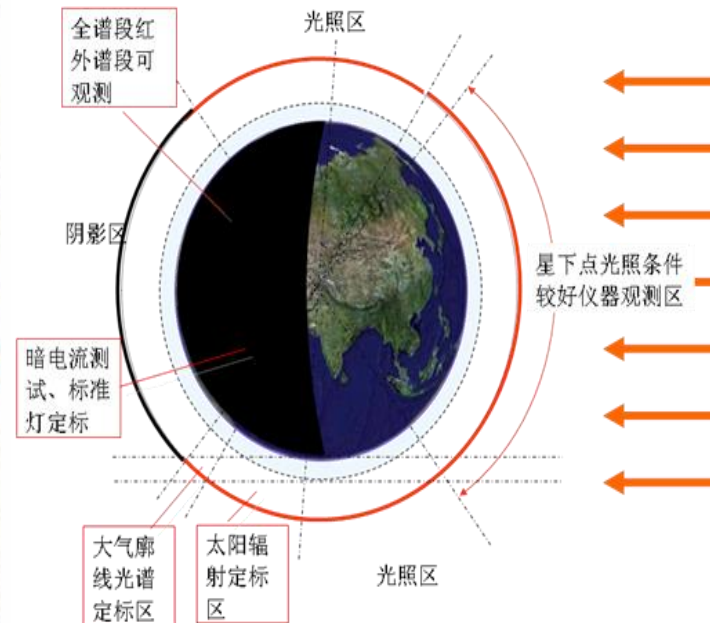 光照区
全谱段红
外谱段可
观测
阴影区
星下点光照条件
较好仪器观测区
暗电流测
试、标准
灯定标
大气廓
线光谱
定标区
太阳辐
射定标
区
光照区